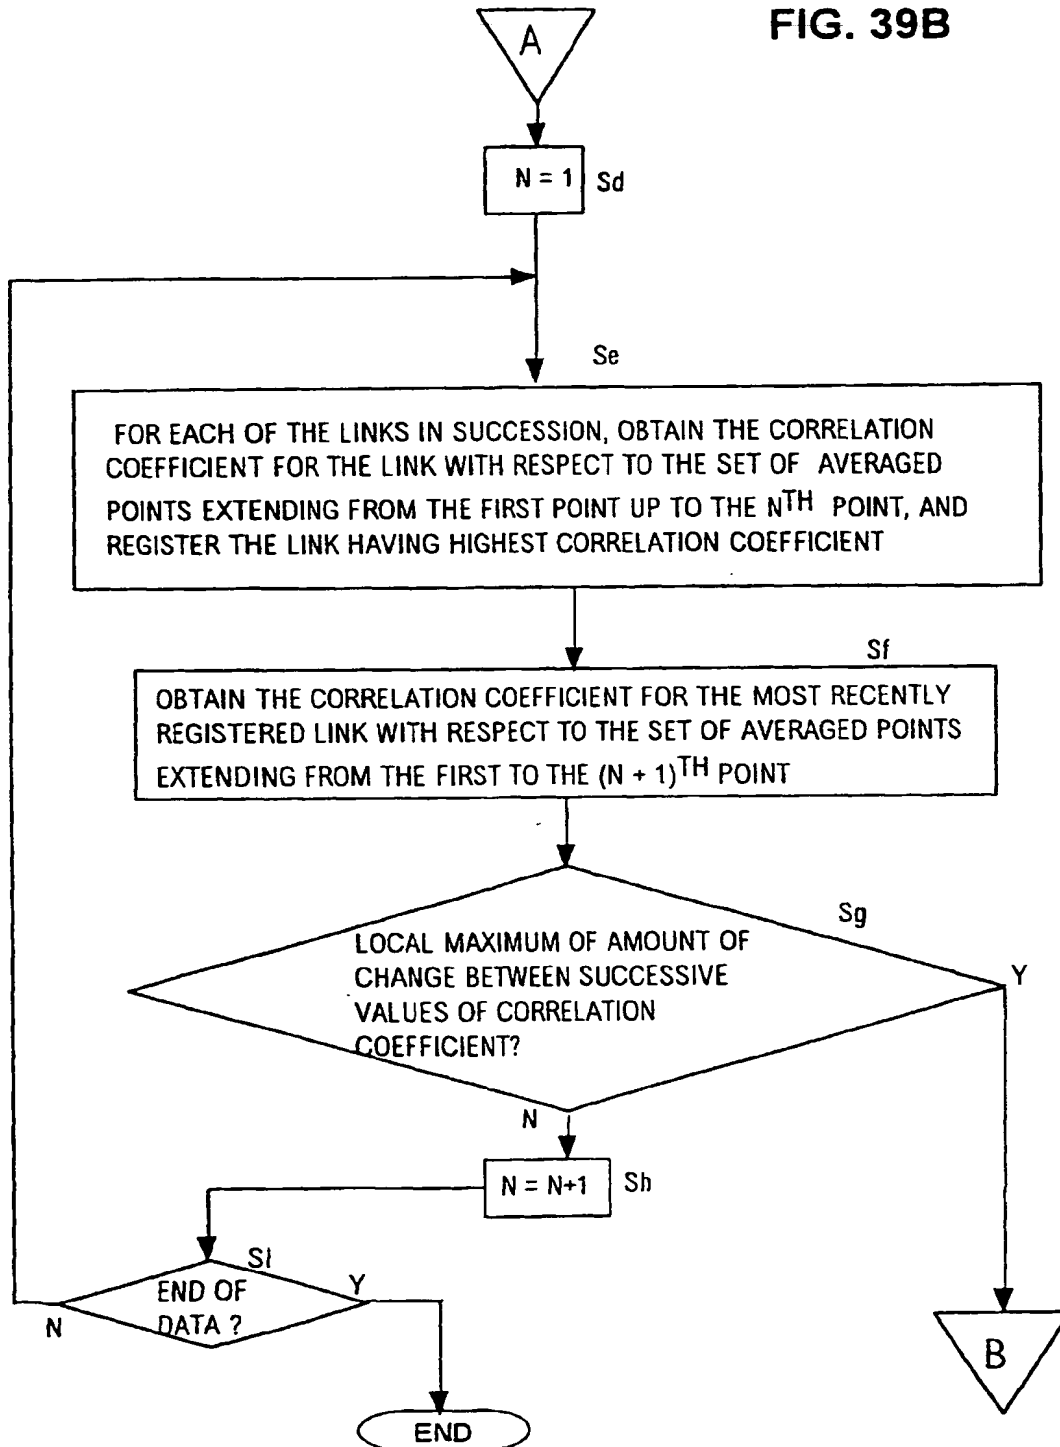 FIG. 39B
A
N = 1 Sd
Se
FOR EACH OF THE LINKS IN SUCCESSION, OBTAIN THE CORRELATION
COEFFICIENT FOR THE LINK WITH RESPECT TO THE SET OF AVERAGED
POINTS EXTENDING FROM THE FIRST POINT UP TO THE NTH POINT, AND
REGISTER THE LINK HAVING HIGHEST CORRELATION COEFFICIENT
Sf
OBTAIN THE CORRELATION COEFFICIENT FOR THE MOST RECENTLY
REGISTERED LINK WITH RESPECT TO THE SET OF AVERAGED POINTS
EXTENDING FROM THE FIRST TO THE (N + 1)TH POINT
Sg
LOCAL MAXIMUM OF AMOUNT OF
CHANGE BETWEEN SUCCESSIVE
VALUES OF CORRELATION
COEFFICIENT?
Y
N
N = N+1 Sh
SI
END OF
DATA ?
Y
N
B
END